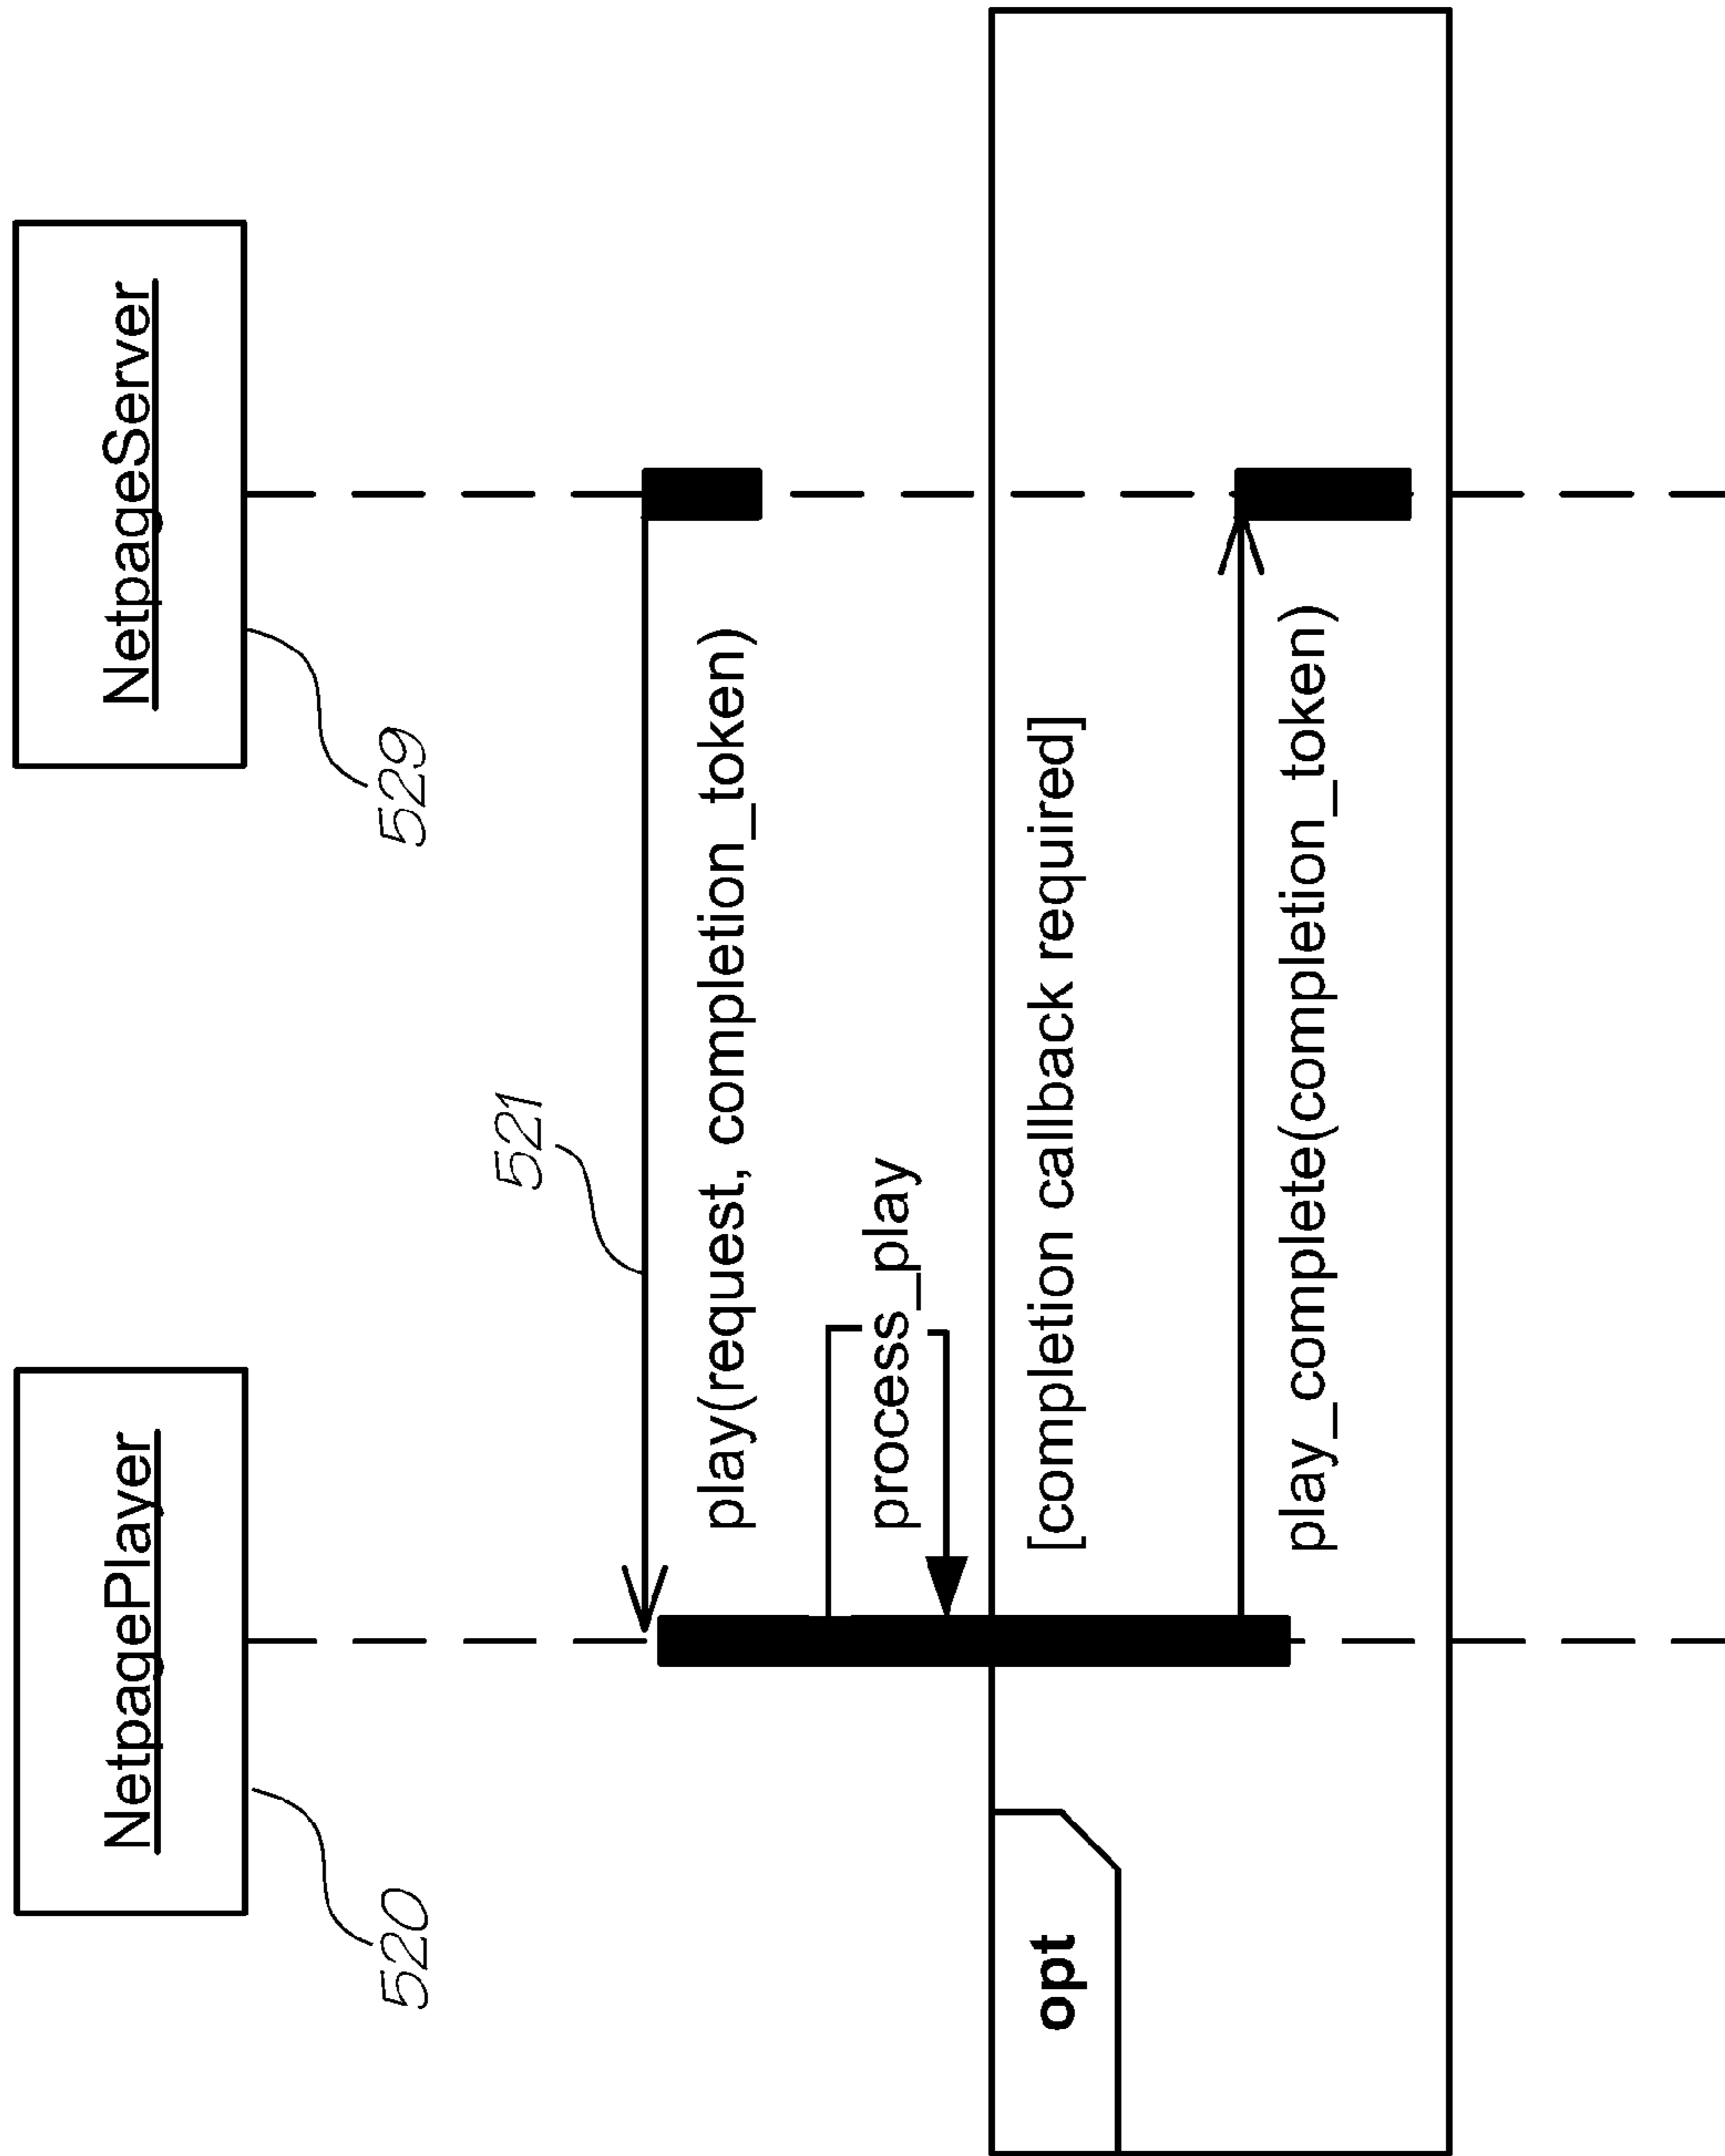 NetpagePlayer
NetpageServer
520
529
521
play(request, completion_token)
process_play
opt
[completion callback required]
play_complete(completion_token)